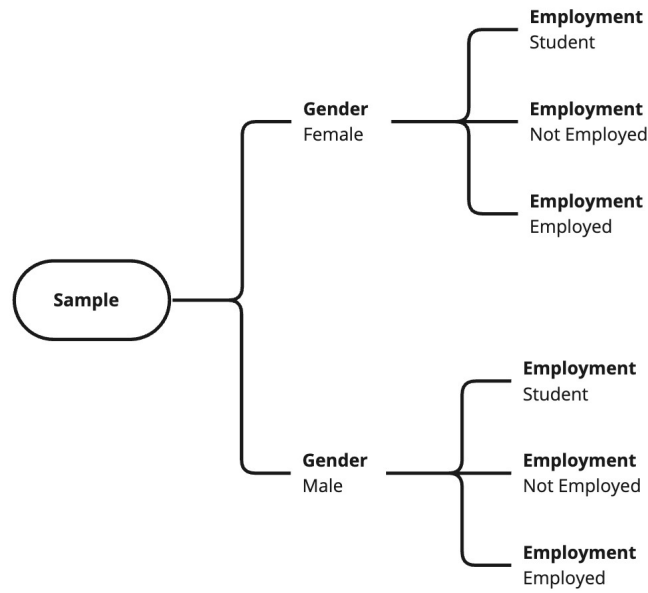 Sample
Gender
Female
Employment
Student
Employment
Not Employed
Employment
Employed
Gender
Male
Employment
Student
Employment
Not Employed
Employment
Employed